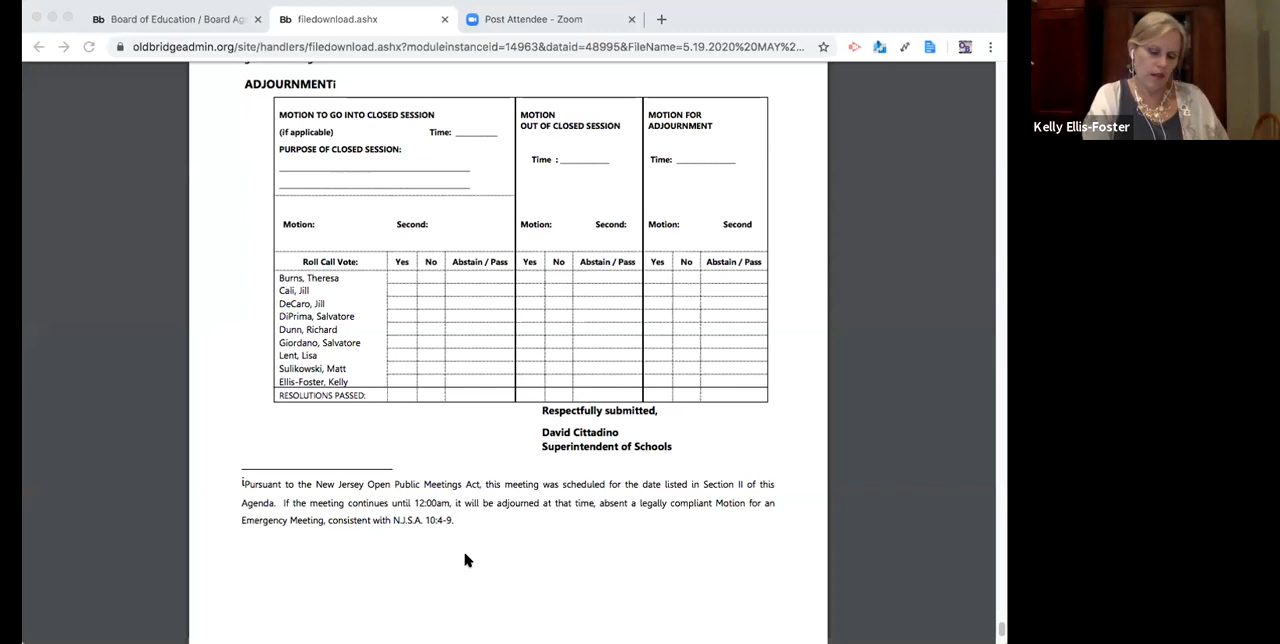 Board of Education / Board Age
filedownload.ashx
Post Attendee - Zoom
oldbridgeadmin.org/site/handlers/filedownload.ashx?moduleinstanceid=14963&dataid=48995&FileName=5.19.2020%20MAY%2...
Kelly Ellis-Foster
ADJOURNMENTi
MOTION TO GO INTO CLOSED SESSION
(if applicable) Time: ________
PURPOSE OF CLOSED SESSION:
MOTION
OUT OF CLOSED SESSION
Time : __________
MOTION FOR
ADJOURNMENT
Time: ____________
Motion: Second: Motion: Second: Motion: Second
Roll Call Vote: Yes No Abstain / Pass Yes No Abstain / Pass Yes No Abstain / Pass
Burns, Theresa
Cali, Jill
DeCaro, Jill
DiPrima, Salvatore
Dunn, Richard
Giordano, Salvatore
Lent, Lisa
Sulikowski, Matt
Ellis-Foster, Kelly
RESOLUTIONS PASSED:
Respectfully submitted,
David Cittadino
Superintendent of Schools
iPursuant to the New Jersey Open Public Meetings Act, this meeting was scheduled for the date listed in Section II of this
Agenda. If the meeting continues until 12:00am, it will be adjourned at that time, absent a legally compliant Motion for an
Emergency Meeting, consistent with N.J.S.A. 10:4-9.